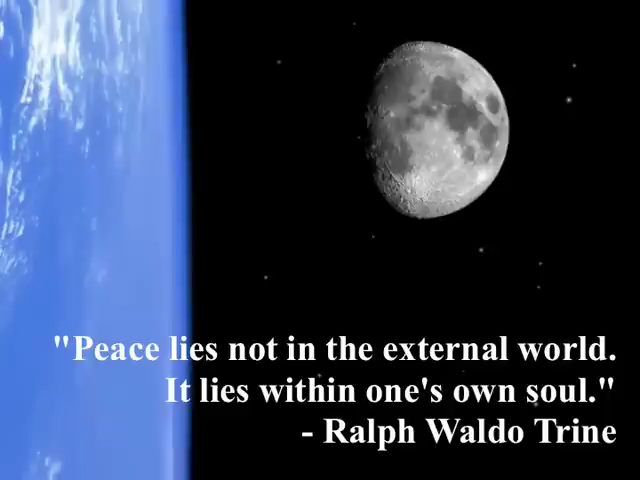 "Peace lies not in the external world.
It lies within one's own soul."
- Ralph Waldo Trine